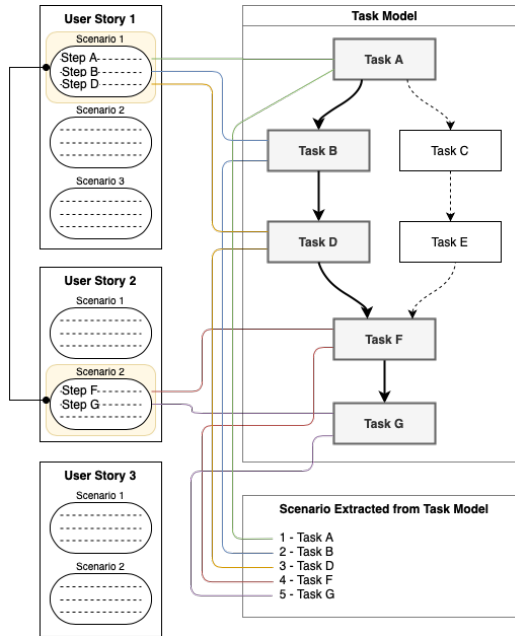 User Story 1
Scenario 1
Step A
Step B
Step D
Scenario 2
Scenario 3
User Story 2
Scenario 1
Scenario 2
Step F
Step G
User Story 3
Scenario 1
Scenario 2
Task Model
Task A
Task B
Task C
Task D
Task E
Task F
Task G
Scenario Extracted from Task Model
1 - Task A
2 - Task B
3 - Task D
4 - Task F
5 - Task G